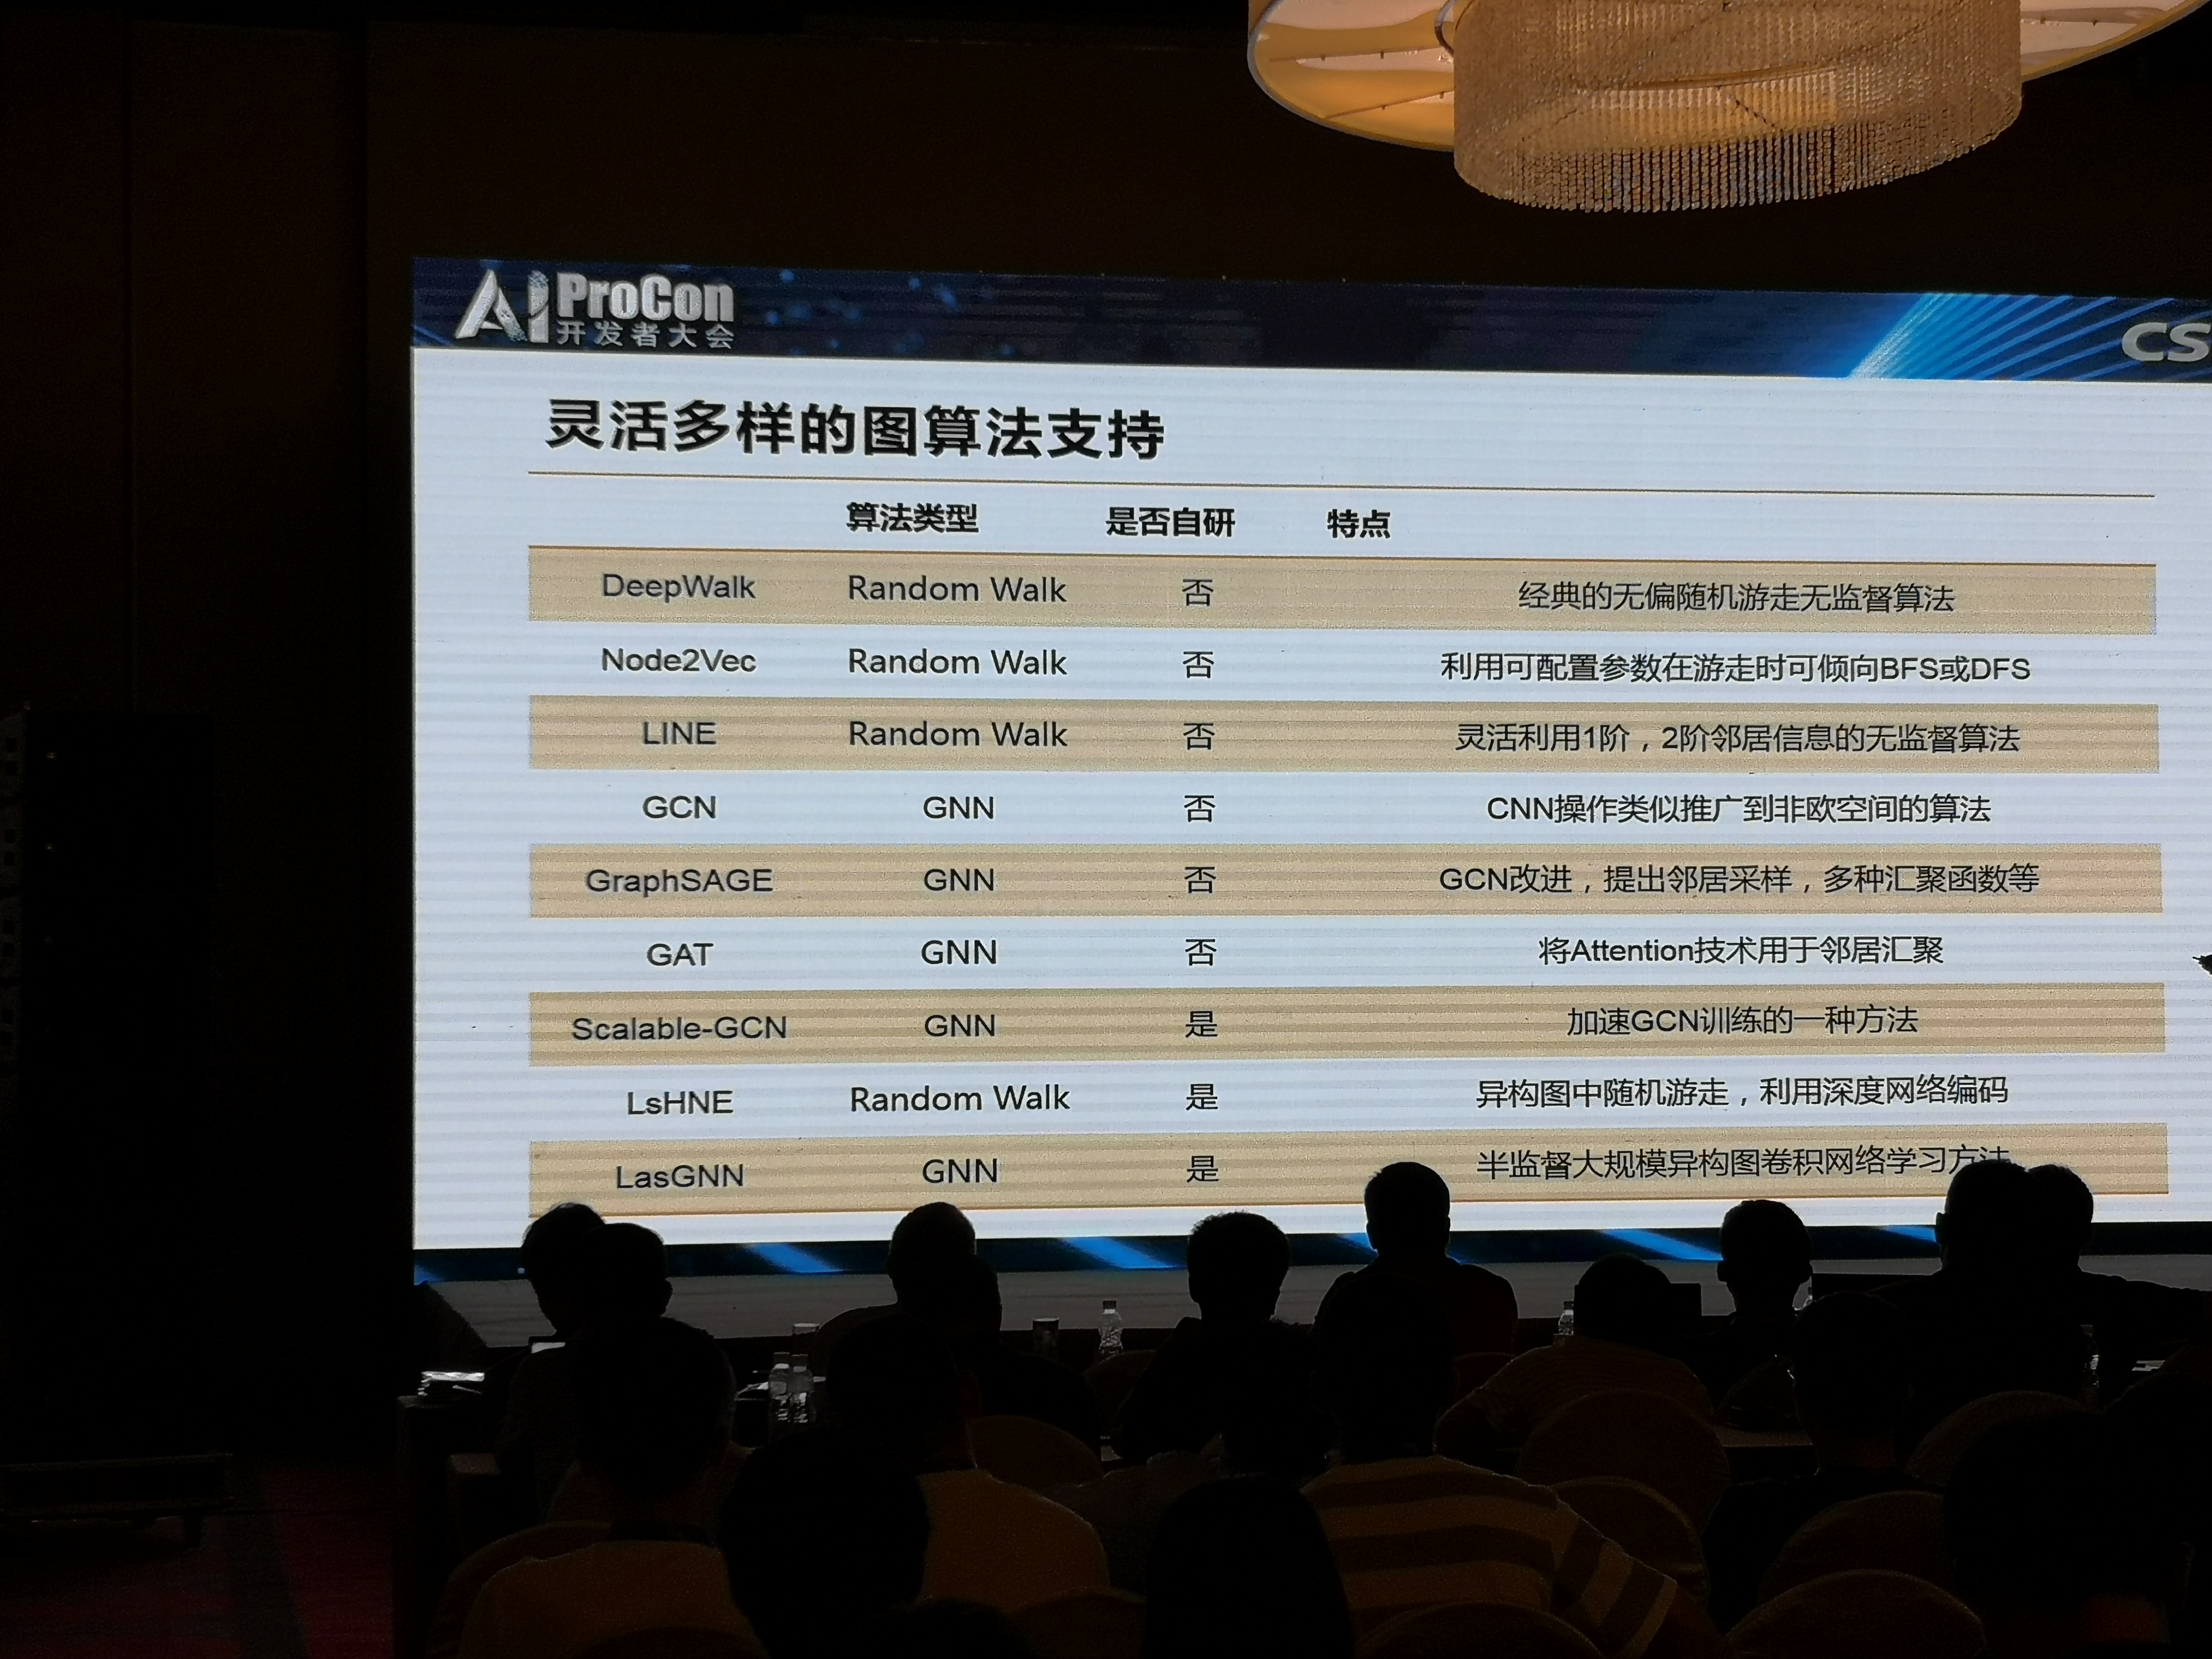 AI ProCon
开发者大会
CS
灵活多样的图算法支持
算法类型 是否自研 特点
DeepWalk Random Walk 否 经典的无偏随机游走无监督算法
Node2Vec Random Walk 否 利用可配置参数在游走时可倾向BFS或DFS
LINE Random Walk 否 灵活利用1阶，2阶邻居信息的无监督算法
GCN GNN 否 CNN操作类似推广到非欧空间的算法
GraphSAGE GNN 否 GCN改进，提出邻居采样，多种汇聚函数等
GAT GNN 否 将Attention技术用于邻居汇聚
Scalable-GCN GNN 是 加速GCN训练的一种方法
LsHNE Random Walk 是 异构图中随机游走，利用深度网络编码
LasGNN GNN 是 半监督大规模异构图卷积网络学习方法